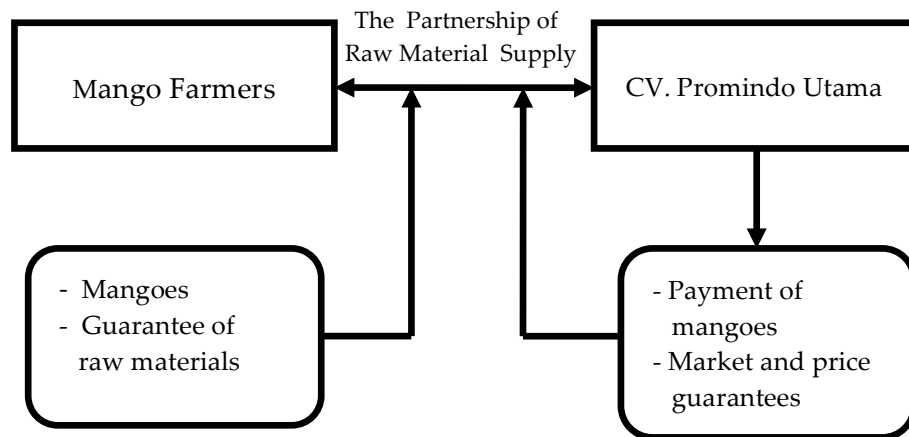 The Partnership of
Raw Material Supply
Mango Farmers
CV. Promindo Utama
- Mangoes
- Guarantee of
raw materials
- Payment of
mangoes
- Market and price
guarantees